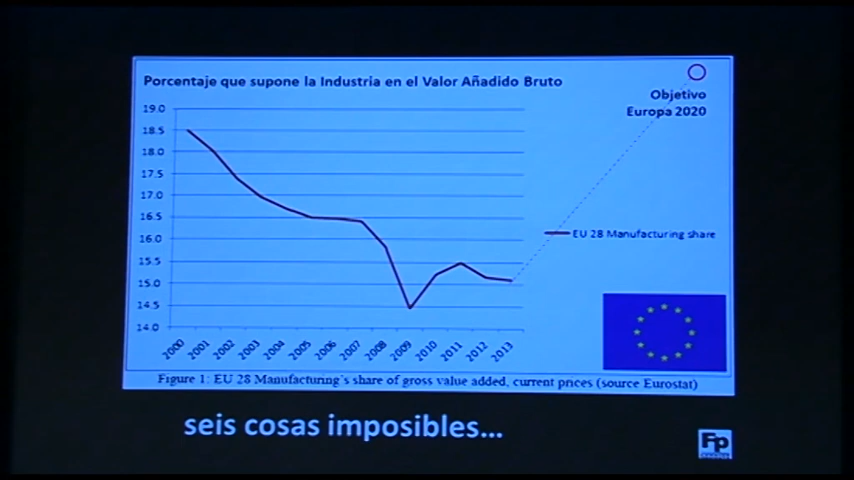 Porcentaje que supone la Industria en el Valor Añadido Bruto
Objetivo
Europa 2020
19.0
18.5
18.0
17.5
17.0
16.5
16.0
15.5
15.0
14.5
14.0
2000 2001 2002 2003 2004 2005 2006 2007 2008 2009 2010 2011 2012 2013
EU 28 Manufacturing share
Figure 1: EU 28 Manufacturing's share of gross value added, current prices (source Eurostat)
seis cosas imposibles...
Fp